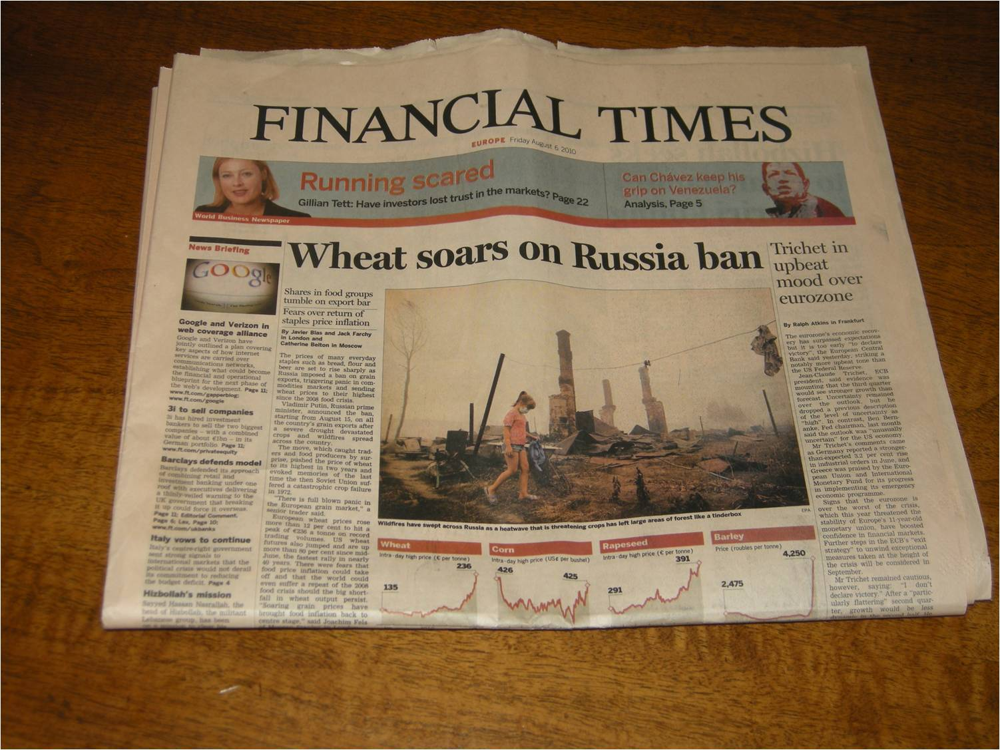 FINANCIAL TIMES
EUROPE Friday August 6 2010
Running scared
Gillian Tett: Have investors lost trust in the markets? Page 22
Can Chávez keep his
grip on Venezuela?
Analysis, Page 5
World Business Newspaper
News Briefing
Google
Google and Verizon in
web coverage alliance
Google and Verizon have
jointly outlined a plan covering
key aspects of how internet
services are carried over
communications networks,
establishing what could become
the financial and operational
blueprint for the next phase of
the web's development. Page 11;
www.ft.com/gapperblog;
www.ft.com/google
3i to sell companies
3i has hired investment
bankers to sell the two biggest
companies – with a combined
value of about €1bn – in its
German portfolio. Page 11;
www.ft.com/privateequity
Barclays defends model
Barclays defended its approach
of combining retail and
investment banking under one
roof with executives delivering
a thinly-veiled warning to the
UK government that breaking
it up could force it overseas.
Page 11; Editorial Comment,
Page 6; Lex, Page 10;
www.ft.com/ukbanks
Italy vows to continue
Italy's centre-right government
sent strong signals to
international markets that the
political crisis would not derail
its commitment to reducing
the budget deficit. Page 4
Hizbollah's mission
Sayyed Hassan Nasrallah, the
head of Hizbollah, the militant
Lebanese group, has been
Wheat soars on Russia ban
Shares in food groups
tumble on export bar
Fears over return of
staples price inflation
By Javier Blas and Jack Farchy
in London and
Catherine Belton in Moscow
The prices of many everyday
staples such as bread, flour and
beer are set to rise sharply as
Russia imposed a ban on grain
exports, triggering panic in com-
modities markets and sending
wheat prices to their highest
since the 2008 food crisis.
Vladimir Putin, Russian prime
minister, announced the ban,
starting from August 15, on all
the country's grain exports after
a severe drought devastated
crops and wildfires spread
across the country.
The move, which caught trad-
ers and food producers by sur-
prise, pushed the price of wheat
to its highest in two years and
evoked memories of the last
time the then Soviet Union suf-
fered a catastrophic crop failure
in 1972.
"There is full blown panic in
the European grain market," a
senior trader said.
European wheat prices rose
more than 12 per cent to hit a
peak of €236 a tonne on record
trading volumes. US wheat
futures also jumped and are up
more than 80 per cent since mid-
June, the fastest rally in nearly
40 years. There were fears that
food price inflation could take
off and that the world could
even suffer a repeat of the 2008
food crisis should the big short-
fall in wheat output persist.
"Soaring grain prices have
brought food inflation back to
centre stage," said Joachim Fels
EPA
Wildfires have swept across Russia as a heatwave that is threatening crops has left large areas of forest like a tinderbox
Wheat
Intra-day high price (€ per tonne)
236
135
Corn
Intra-day high price (US¢ per bushel)
426
425
Rapeseed
Intra-day high price (€ per tonne)
391
291
Barley
Price (roubles per tonne)
4,250
2,475
Trichet in
upbeat
mood over
eurozone
By Ralph Atkins in Frankfurt
The eurozone's economic recov-
ery has surpassed expectations
but it is too early "to declare
victory", the European Central
Bank said yesterday, striking a
notably more upbeat tone than
the US Federal Reserve.
Jean-Claude Trichet, ECB
president, said evidence was
mounting that the third quarter
would see stronger growth than
forecast. Uncertainty remained
over the outlook, but he
dropped a previous description
of the level of uncertainty as
"high". In contrast, Ben Bern-
anke, Fed chairman, last month
said the outlook was "unusually
uncertain" for the US economy.
Mr Trichet's comments came
as Germany reported a stronger-
than-expected 3.2 per cent rise
in industrial orders in June, and
Greece was praised by the Euro-
pean Union and International
Monetary Fund for its progress
in implementing its emergency
economic programme.
Signs that the eurozone is
over the worst of the crisis,
which this year threatened the
stability of Europe's 11-year-old
monetary union, have boosted
confidence in financial markets.
Further steps in the ECB's "exit
strategy" to unwind exceptional
measures taken at the height of
the crisis will be considered in
September.
Mr Trichet remained cautious,
however, saying: "I don't
declare victory." After a "partic-
ularly flattering" second quar-
ter, growth would be less
dynamic in the second half. He